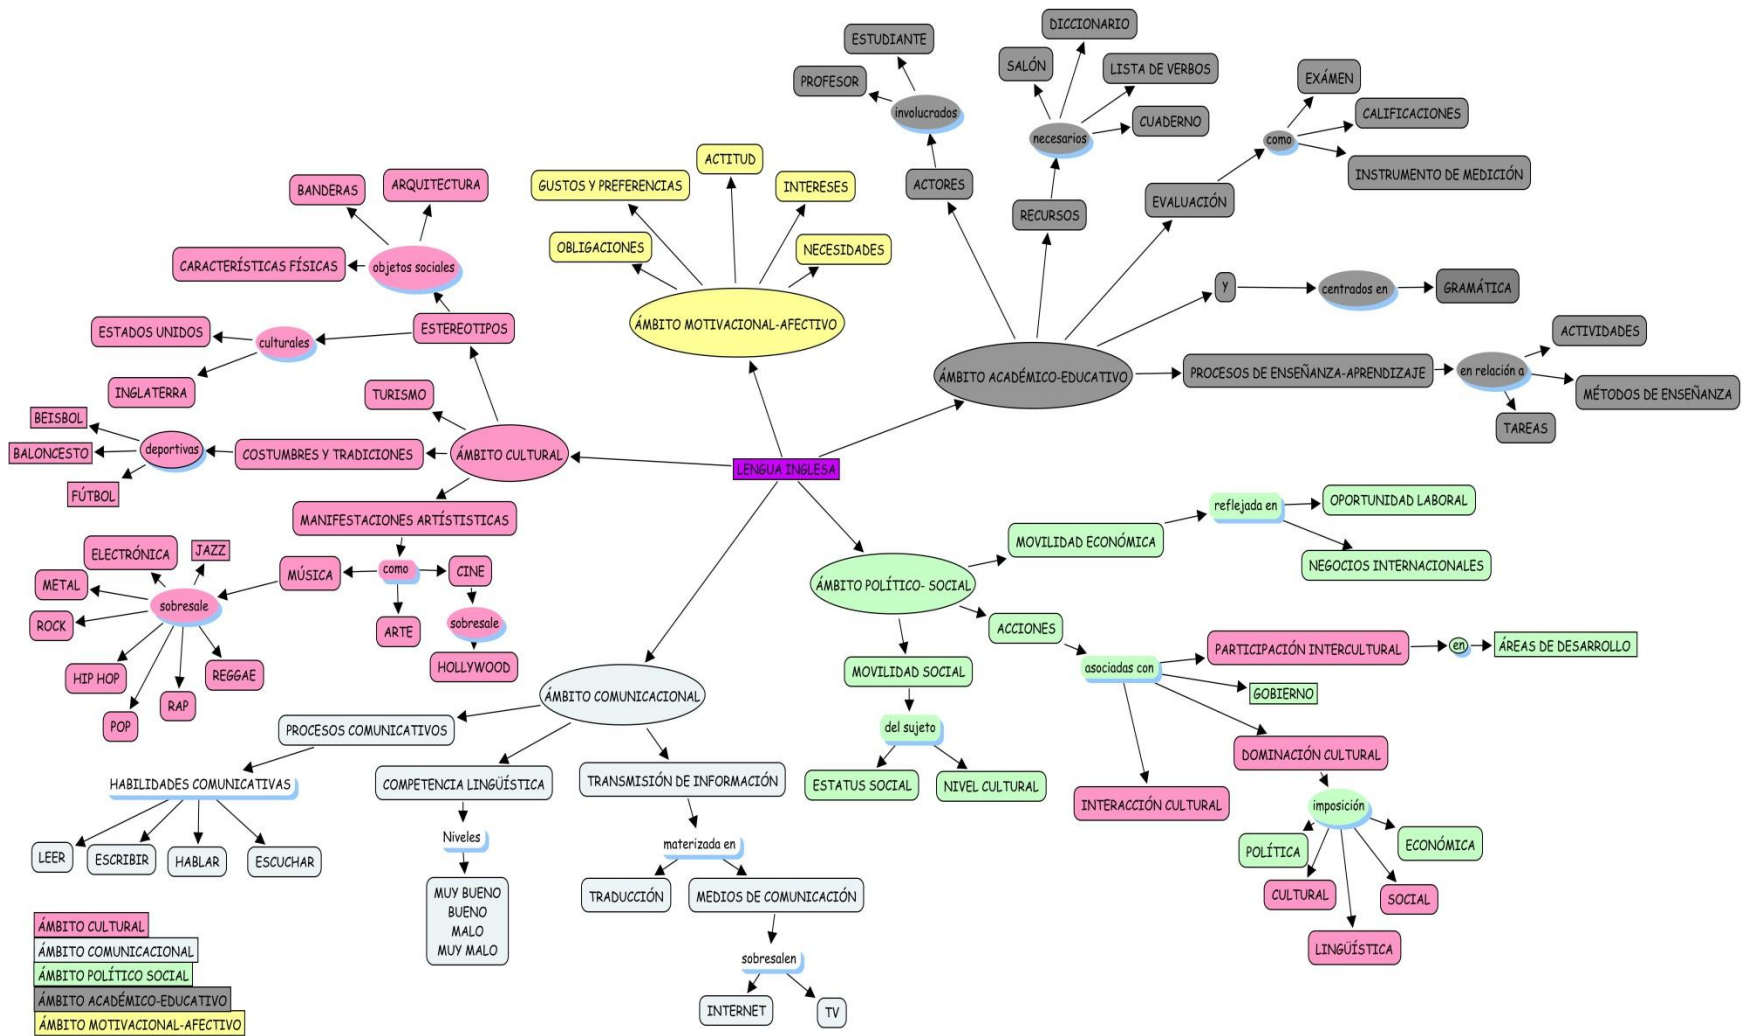 LENGUA INGLESA
ÁMBITO MOTIVACIONAL-AFECTIVO
OBLIGACIONES
GUSTOS Y PREFERENCIAS
ACTITUD
INTERESES
NECESIDADES
ÁMBITO ACADÉMICO-EDUCATIVO
ACTORES
involucrados
PROFESOR
ESTUDIANTE
RECURSOS
necesarios
SALÓN
DICCIONARIO
LISTA DE VERBOS
CUADERNO
EVALUACIÓN
como
EXÁMEN
CALIFICACIONES
INSTRUMENTO DE MEDICIÓN
Y
centrados en
GRAMÁTICA
PROCESOS DE ENSEÑANZA-APRENDIZAJE
en relación a
ACTIVIDADES
MÉTODOS DE ENSEÑANZA
TAREAS
ÁMBITO CULTURAL
ESTEREOTIPOS
objetos sociales
BANDERAS
ARQUITECTURA
CARACTERÍSTICAS FÍSICAS
culturales
ESTADOS UNIDOS
INGLATERRA
TURISMO
COSTUMBRES Y TRADICIONES
deportivas
BEISBOL
BALONCESTO
FÚTBOL
MANIFESTACIONES ARTÍSTISTICAS
como
MÚSICA
sobresale
JAZZ
ELECTRÓNICA
METAL
ROCK
HIP HOP
POP
RAP
REGGAE
ARTE
CINE
sobresale
HOLLYWOOD
ÁMBITO POLÍTICO- SOCIAL
MOVILIDAD ECONÓMICA
reflejada en
OPORTUNIDAD LABORAL
NEGOCIOS INTERNACIONALES
ACCIONES
asociadas con
PARTICIPACIÓN INTERCULTURAL
en
ÁREAS DE DESARROLLO
GOBIERNO
DOMINACIÓN CULTURAL
imposición
POLÍTICA
CULTURAL
LINGÜÍSTICA
SOCIAL
ECONÓMICA
INTERACCIÓN CULTURAL
MOVILIDAD SOCIAL
del sujeto
ESTATUS SOCIAL
NIVEL CULTURAL
ÁMBITO COMUNICACIONAL
PROCESOS COMUNICATIVOS
HABILIDADES COMUNICATIVAS
LEER
ESCRIBIR
HABLAR
ESCUCHAR
COMPETENCIA LINGÜÍSTICA
Niveles
MUY BUENO
BUENO
MALO
MUY MALO
TRANSMISIÓN DE INFORMACIÓN
materizada en
TRADUCCIÓN
MEDIOS DE COMUNICACIÓN
sobresalen
INTERNET
TV
ÁMBITO CULTURAL
ÁMBITO COMUNICACIONAL
ÁMBITO POLÍTICO SOCIAL
ÁMBITO ACADÉMICO-EDUCATIVO
ÁMBITO MOTIVACIONAL-AFECTIVO